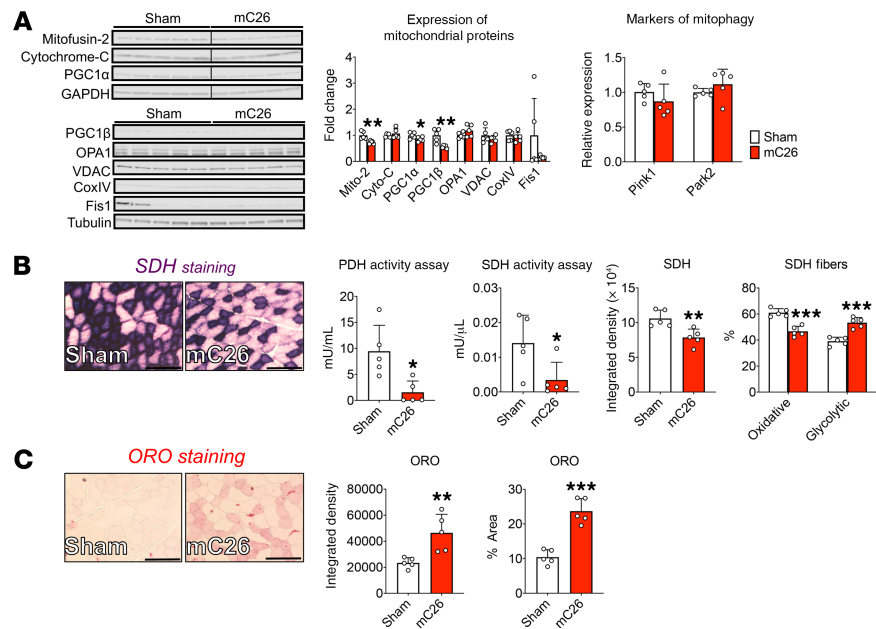 A
Sham mC26
Mitofusin-2
Cytochrome-C
PGC1α
GAPDH
Sham mC26
PGC1β
OPA1
VDAC
CoxIV
Fis1
Tubulin
Expression of
mitochondrial proteins
Fold change
4
3
2
1
0
** * **
Mito-2 Cyto-C PGC1α PGC1β OPA1 VDAC CoxIV Fis1
Markers of mitophagy
Relative expression
1.5
1.0
0.5
0.0
Pink1 Park2
Sham
mC26
B
SDH staining
Sham mC26
PDH activity assay
mU/mL
20
15
10
5
0
*
Sham mC26
SDH activity assay
mU/μL
0.03
0.02
0.01
0.00
*
Sham mC26
SDH
Integrated density (× 10⁴)
15
10
5
0
**
Sham mC26
SDH fibers
%
80
60
40
20
0
*** ***
Oxidative Glycolytic
C
ORO staining
Sham mC26
ORO
Integrated density
80000
60000
40000
20000
0
**
Sham mC26
ORO
% Area
30
20
10
0
***
Sham mC26